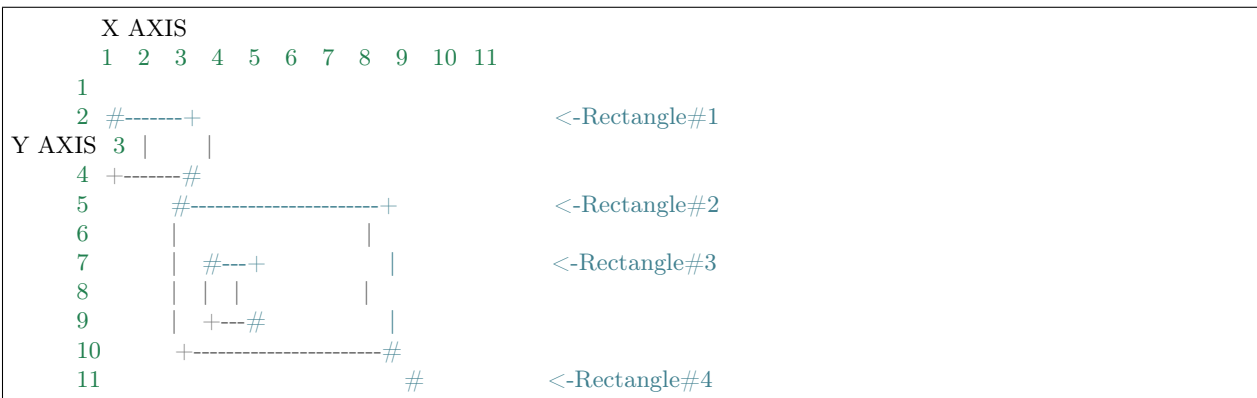 X AXIS
1 2 3 4 5 6 7 8 9 10 11
1
2 #-------+ <-Rectangle#1
Y AXIS 3 | |
4 +-------#
5 #-----------------------+ <-Rectangle#2
6 | |
7 | #---+ | <-Rectangle#3
8 | | | |
9 | +---# |
10 +-----------------------#
11 # <-Rectangle#4